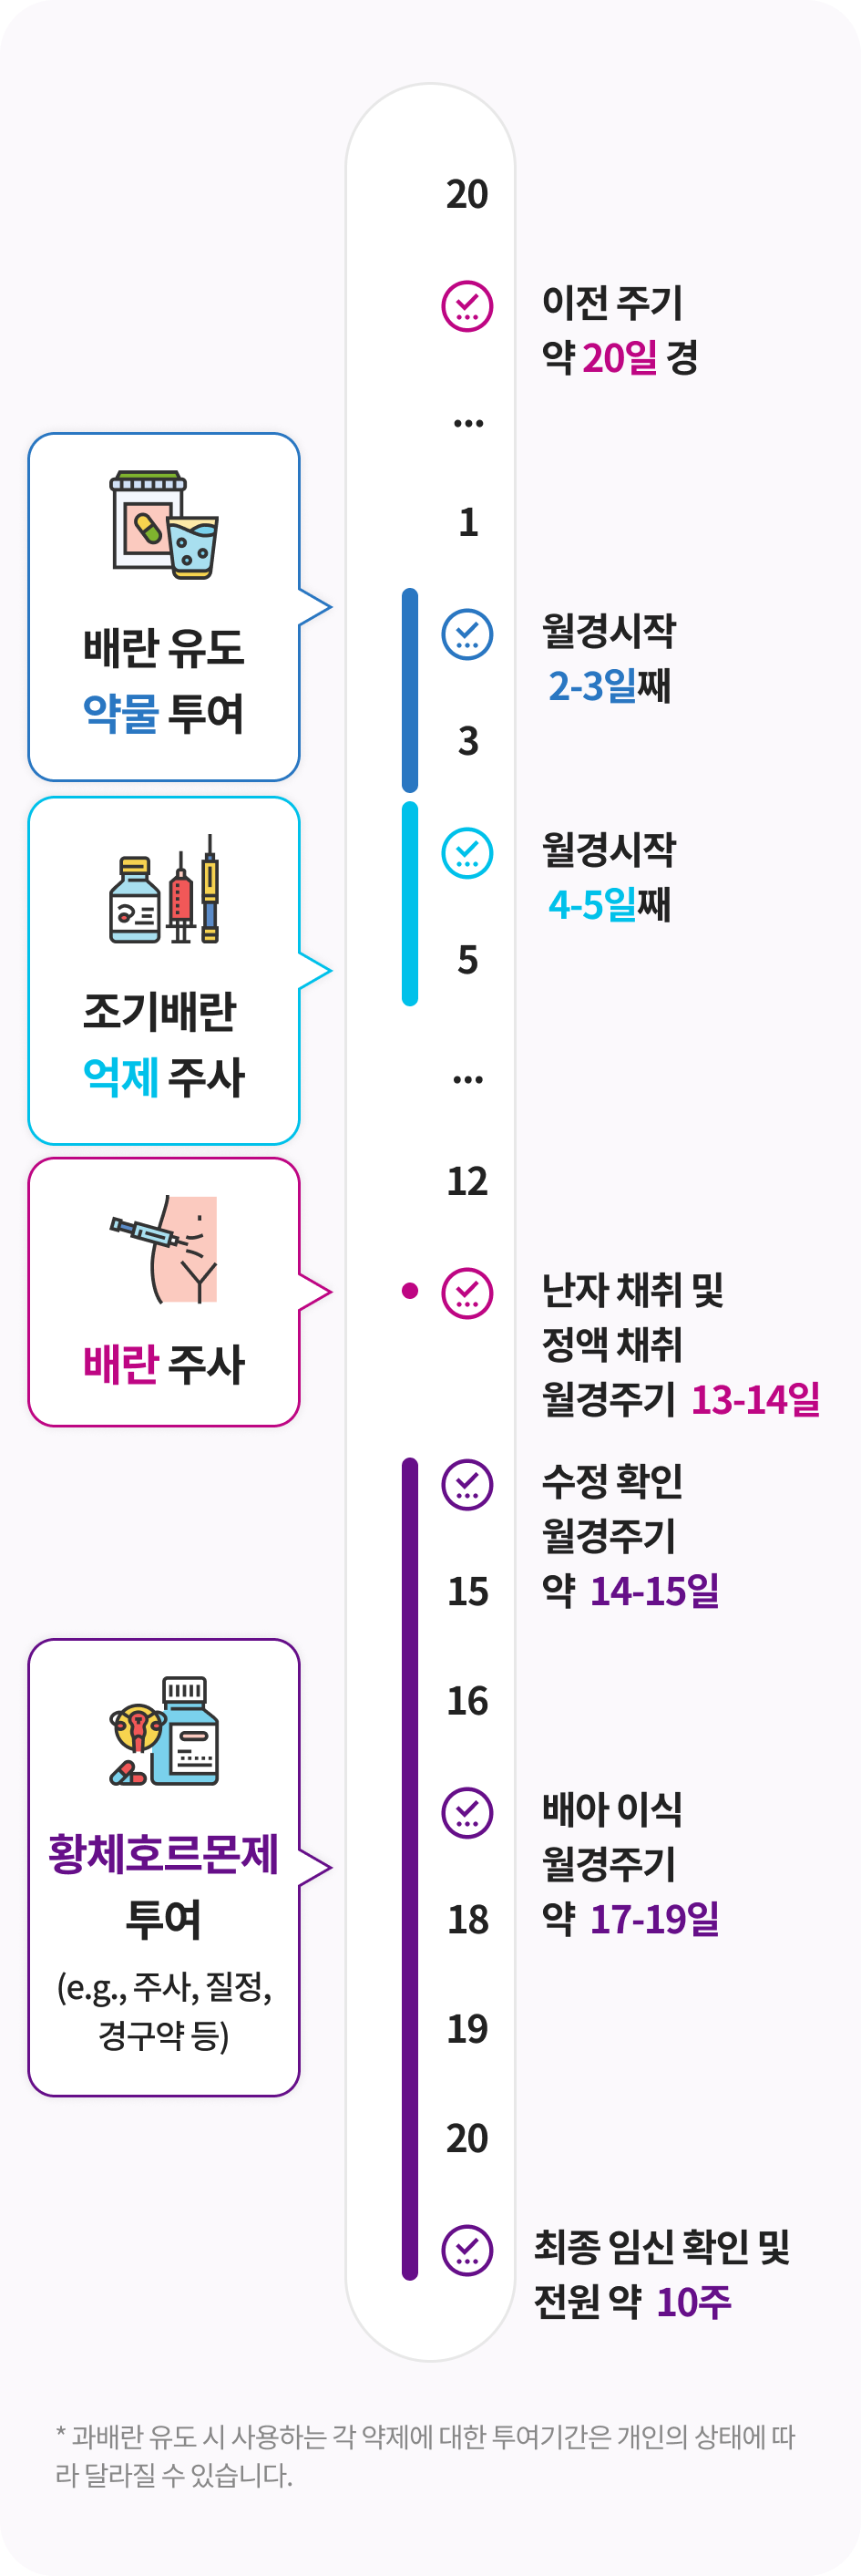 20
이전 주기
약 20일 경
...
1
배란 유도
약물 투여
월경시작
2-3일째
3
조기배란
억제 주사
월경시작
4-5일째
5
...
12
배란 주사
난자 채취 및
정액 채취
월경주기 13-14일
수정 확인
월경주기
약 14-15일
15
16
황체호르몬제
투여
(e.g., 주사, 질정,
경구약 등)
배아 이식
월경주기
약 17-19일
18
19
20
최종 임신 확인 및
전원 약 10주
* 과배란 유도 시 사용하는 각 약제에 대한 투여기간은 개인의 상태에 따
라 달라질 수 있습니다.